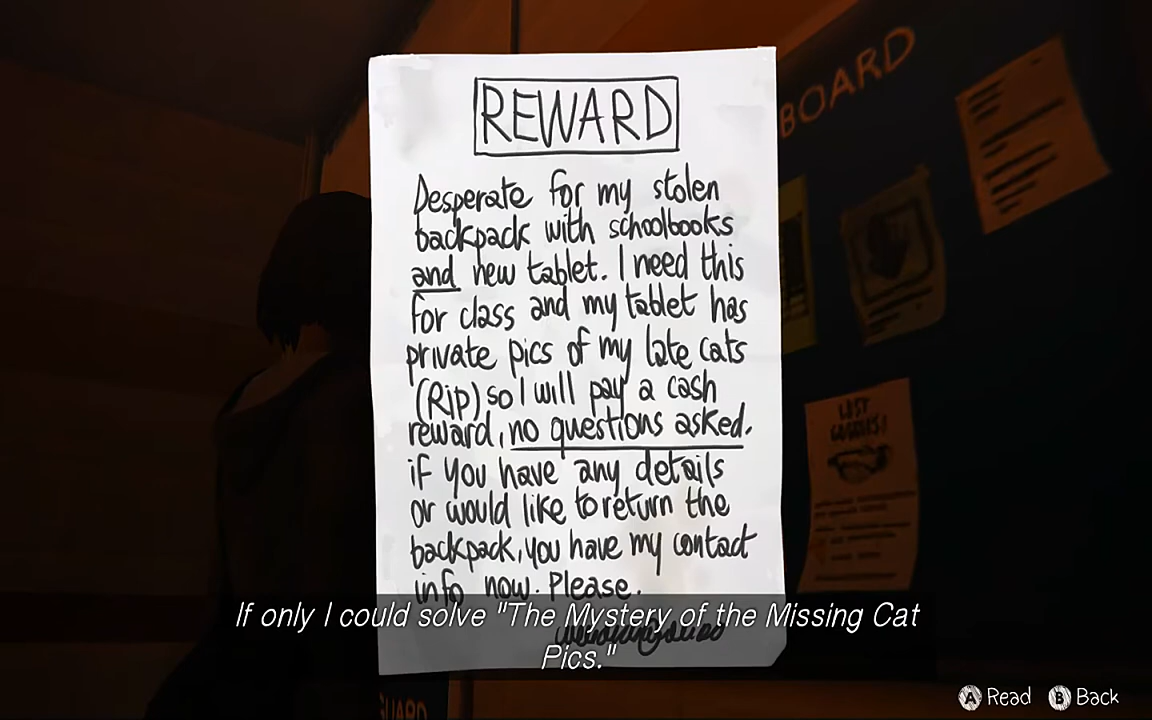 REWARD
Desperate for my stolen
backpack with schoolbooks
and new tablet. I need this
for class and my tablet has
private pics of my late cats
(Rip) so I will pay a cash
reward, no questions asked.
if you have any details
or would like to return the
backpack, you have my contact
info now. Please.
If only I could solve "The Mystery of the Missing Cat
Pics."
BOARD
LOST
GOGGLES!
GUARD
A Read B Back